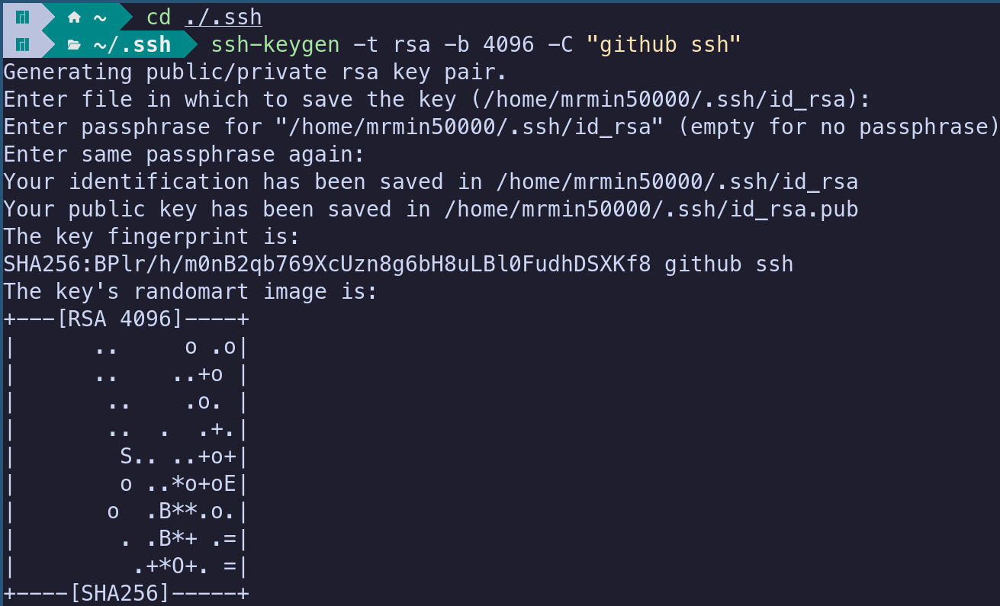 ~ cd ./.ssh
~/.ssh ssh-keygen -t rsa -b 4096 -C "github ssh"
Generating public/private rsa key pair.
Enter file in which to save the key (/home/mrmin50000/.ssh/id_rsa):
Enter passphrase for "/home/mrmin50000/.ssh/id_rsa" (empty for no passphrase)
Enter same passphrase again:
Your identification has been saved in /home/mrmin50000/.ssh/id_rsa
Your public key has been saved in /home/mrmin50000/.ssh/id_rsa.pub
The key fingerprint is:
SHA256:BPlr/h/m0nB2qb769XcUzn8g6bH8uLBl0FudhDSXKf8 github ssh
The key's randomart image is:
+---[RSA 4096]----+
|      ..     o .o|
|      ..    ..+o |
|       ..    .o. |
|       ..  .  .+.|
|        S.. ..+o+|
|        o ..*o+oE|
|       o  .B**.o.|
|        . .B*+ .=|
|         .+*O+. =|
+----[SHA256]-----+